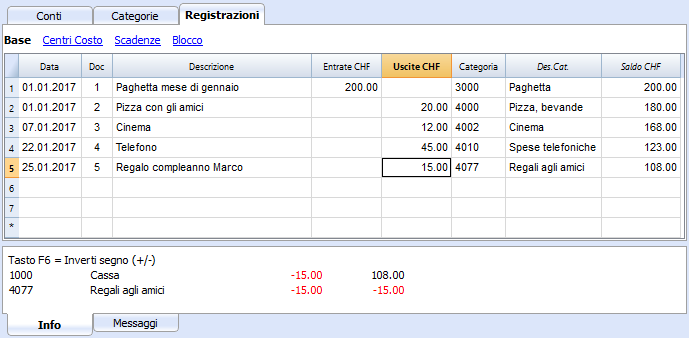 Conti Categorie Registrazioni
Base Centri Costo Scadenze Blocco
Data Doc Descrizione Entrate CHF Uscite CHF Categoria Des.Cat. Saldo CHF
1 01.01.2017 1 Paghetta mese di gennaio 200.00 3000 Paghetta 200.00
2 01.01.2017 2 Pizza con gli amici 20.00 4000 Pizza, bevande 180.00
3 07.01.2017 3 Cinema 12.00 4002 Cinema 168.00
4 22.01.2017 4 Telefono 45.00 4010 Spese telefoniche 123.00
5 25.01.2017 5 Regalo compleanno Marco 15.00 4077 Regali agli amici 108.00
6
7
*
Tasto F6 = Inverti segno (+/-)
1000 Cassa -15.00 108.00
4077 Regali agli amici -15.00 -15.00
Info Messaggi